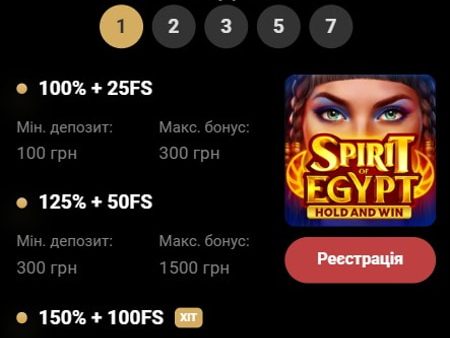 1 2 3 5 7
100% + 25FS
Мін. депозит: Макс. бонус:
100 грн 300 грн
125% + 50FS
Мін. депозит: Макс. бонус:
300 грн 1500 грн
150% + 100FS ХІТ
SPIRIT
OF
EGYPT
HOLD AND WIN
Реєстрація